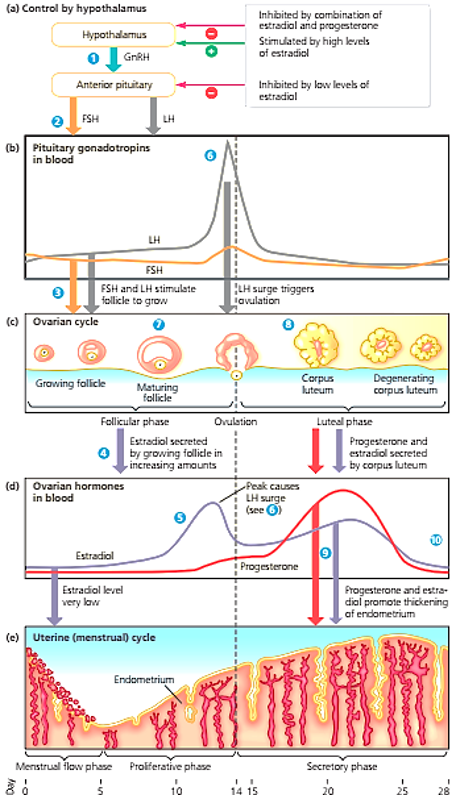 (a) Control by hypothalamus
Inhibited by combination of
estradiol and progesterone
Hypothalamus
−
Stimulated by high levels
of estradiol
+
1
GnRH
Anterior pituitary
Inhibited by low levels of
estradiol
−
2
FSH
LH
(b)
Pituitary gonadotropins
in blood
6
LH
FSH
3
FSH and LH stimulate
follicle to grow
LH surge triggers
ovulation
(c)
Ovarian cycle
7
8
Growing follicle
Maturing
follicle
Corpus
luteum
Degenerating
corpus luteum
Follicular phase
Ovulation
Luteal phase
4
Estradiol secreted
by growing follicle in
increasing amounts
Progesterone and
estradiol secreted
by corpus luteum
(d)
Ovarian hormones
in blood
Peak causes
LH surge
(see 6)
5
9
10
Estradiol
Progesterone
Estradiol level
very low
Progesterone and estra-
diol promote thickening
of endometrium
(e)
Uterine (menstrual) cycle
Endometrium
Menstrual flow phase
Proliferative phase
Secretory phase
Day
0 5 10 14 15 20 25 28